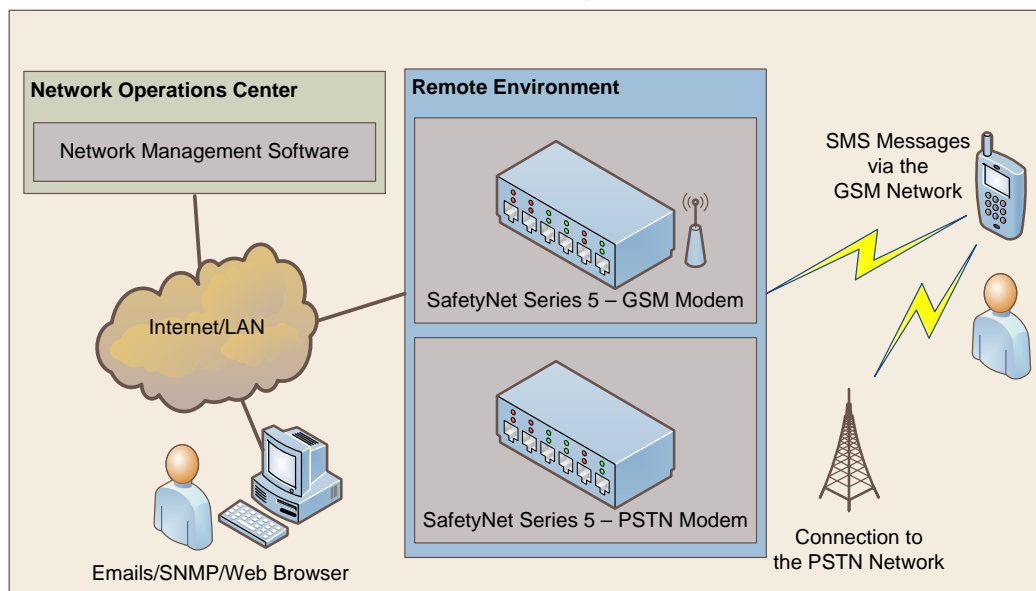 Network Operations Center
Network Management Software
Remote Environment
SafetyNet Series 5 – GSM Modem
SafetyNet Series 5 – PSTN Modem
Internet/LAN
Emails/SNMP/Web Browser
SMS Messages
via the
GSM Network
Connection to
the PSTN Network